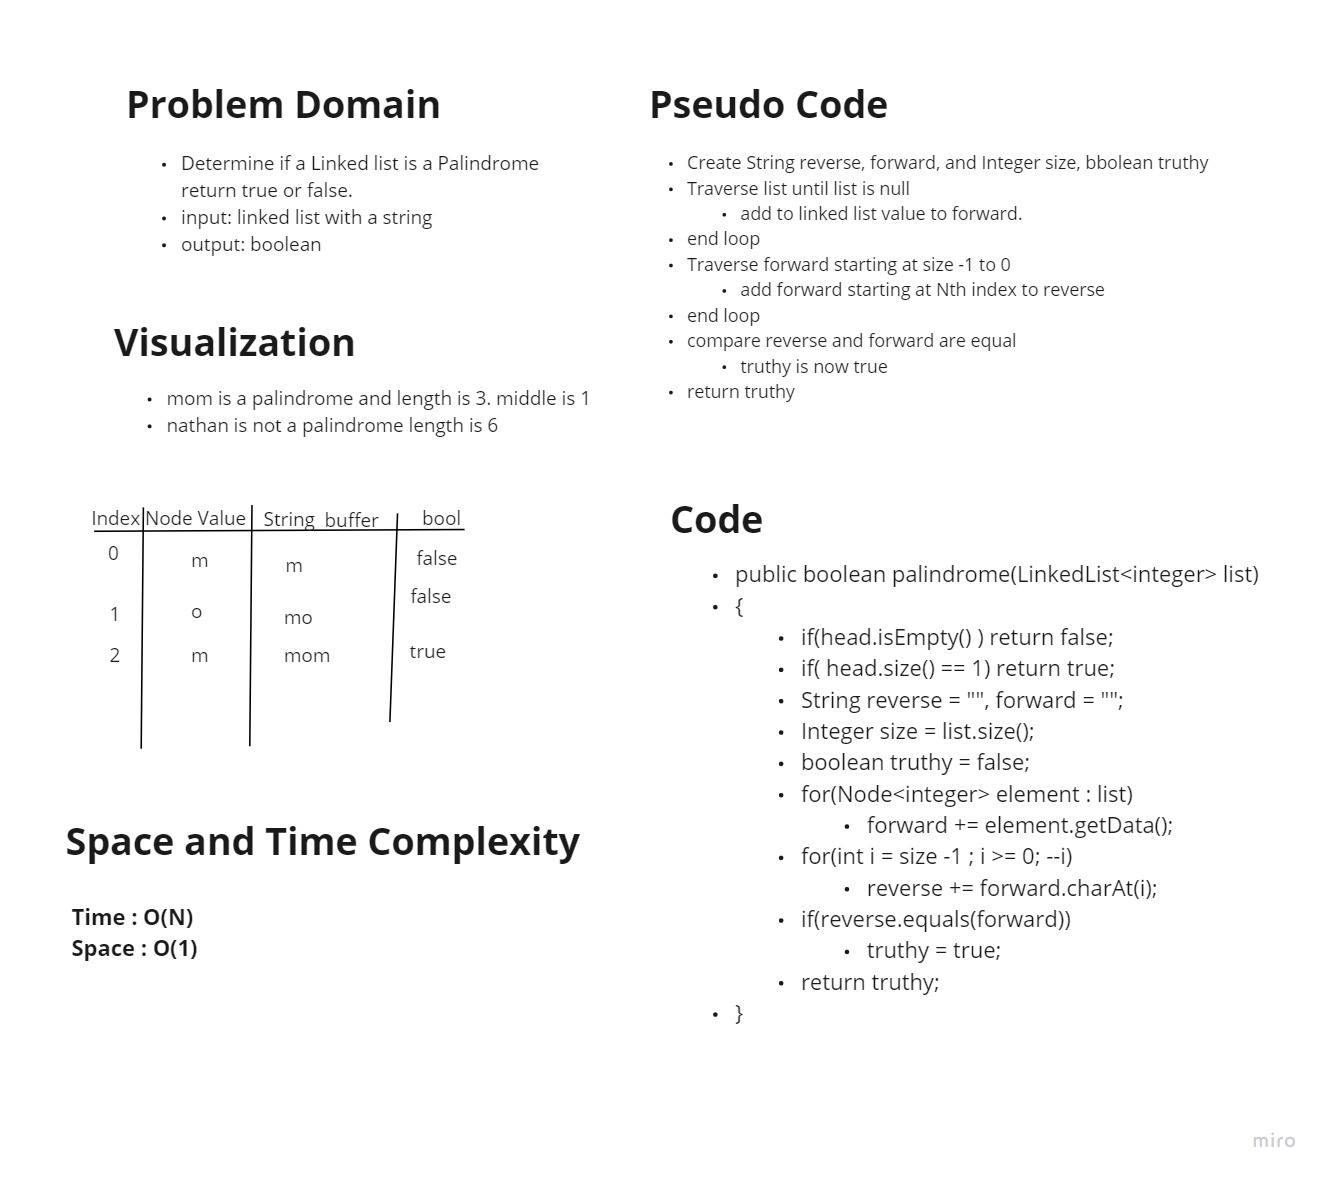 Problem Domain
• Determine if a Linked list is a Palindrome
return true or false.
• input: linked list with a string
• output: boolean
Visualization
• mom is a palindrome and length is 3. middle is 1
• nathan is not a palindrome length is 6
Index Node Value String buffer bool
0 m m false
1 o mo false
2 m mom true
Space and Time Complexity
Time : O(N)
Space : O(1)
Pseudo Code
• Create String reverse, forward, and Integer size, bbolean truthy
• Traverse list until list is null
• add to linked list value to forward.
• end loop
• Traverse forward starting at size -1 to 0
• add forward starting at Nth index to reverse
• end loop
• compare reverse and forward are equal
• truthy is now true
• return truthy
Code
• public boolean palindrome(LinkedList<integer> list)
• {
• if(head.isEmpty() ) return false;
• if( head.size() == 1) return true;
• String reverse = "", forward = "";
• Integer size = list.size();
• boolean truthy = false;
• for(Node<integer> element : list)
• forward += element.getData();
• for(int i = size -1 ; i >= 0; --i)
• reverse += forward.charAt(i);
• if(reverse.equals(forward))
• truthy = true;
• return truthy;
• }
miro